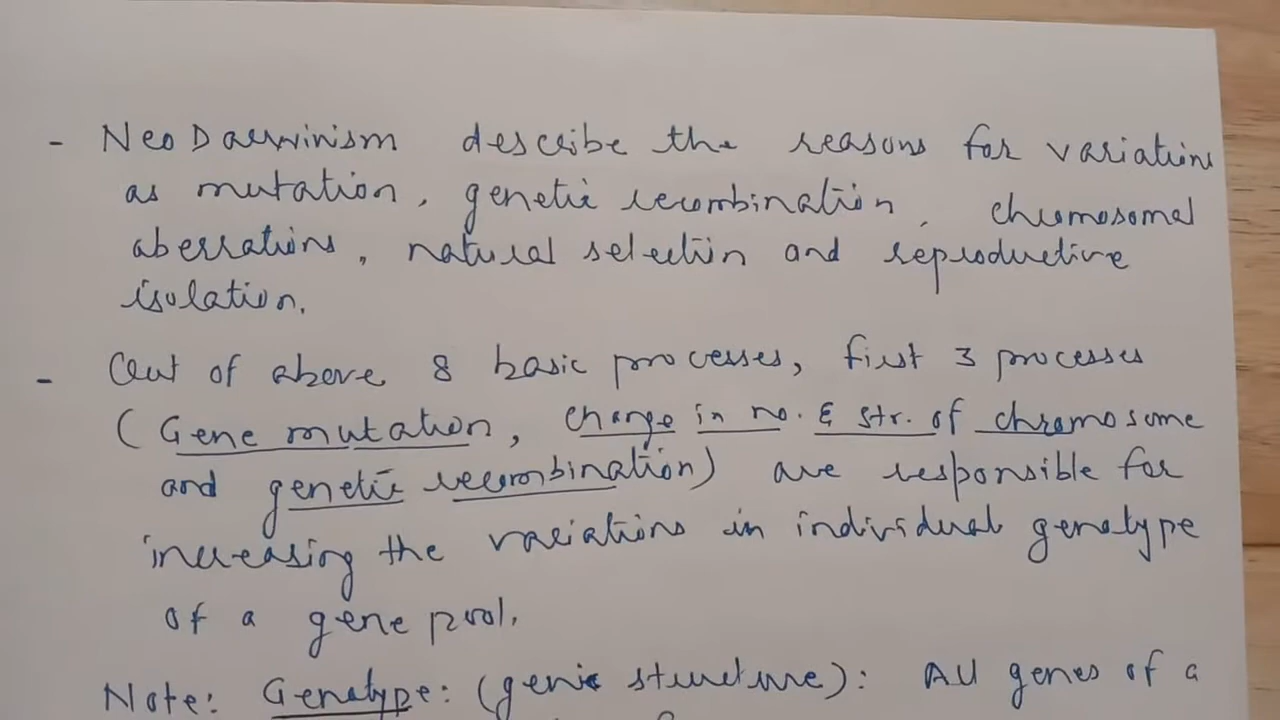 - Neo Darwinism describe the reasons for variations
as mutation, genetic recombination, chromosomal
aberrations, natural selection and reproductive
isolation.
- Out of above 8 basic processes, first 3 processes
(Gene mutation, change in no. & str. of chromosome
and genetic recombination) are responsible for
increasing the variations in individual genotype
of a gene pool.
Note: Genotype: (genic structure): All genes of a